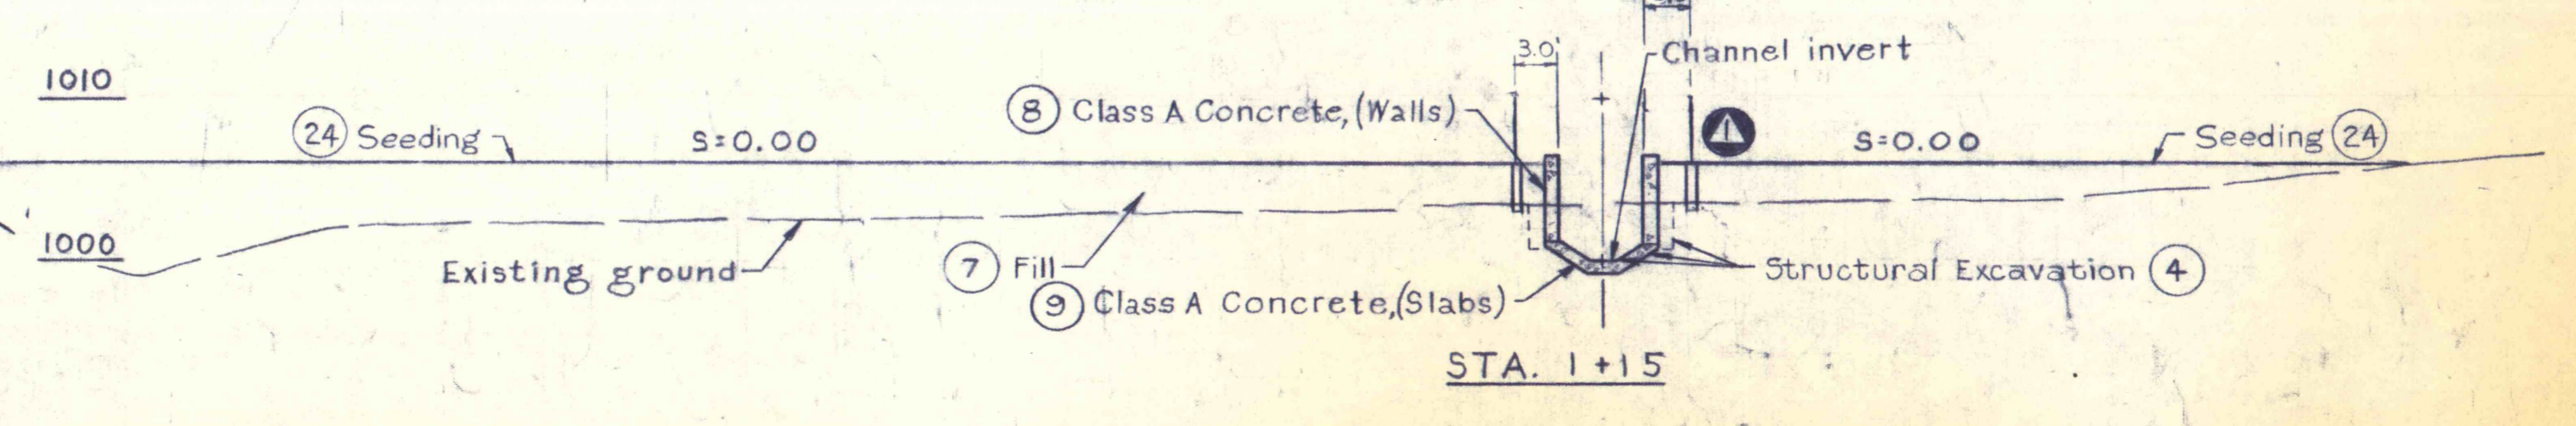 3.0'
Channel invert
1010
8 Class A Concrete, (Walls)
24 Seeding
S=0.00
1
S=0.00
Seeding 24
1000
Existing ground
7 Fill
Structural Excavation 4
9 Class A Concrete, (Slabs)
STA. 1+15